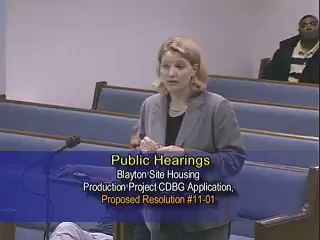 Public Hearings
Blayton Site Housing
Production Project CDBG Application,
Proposed Resolution #11-01